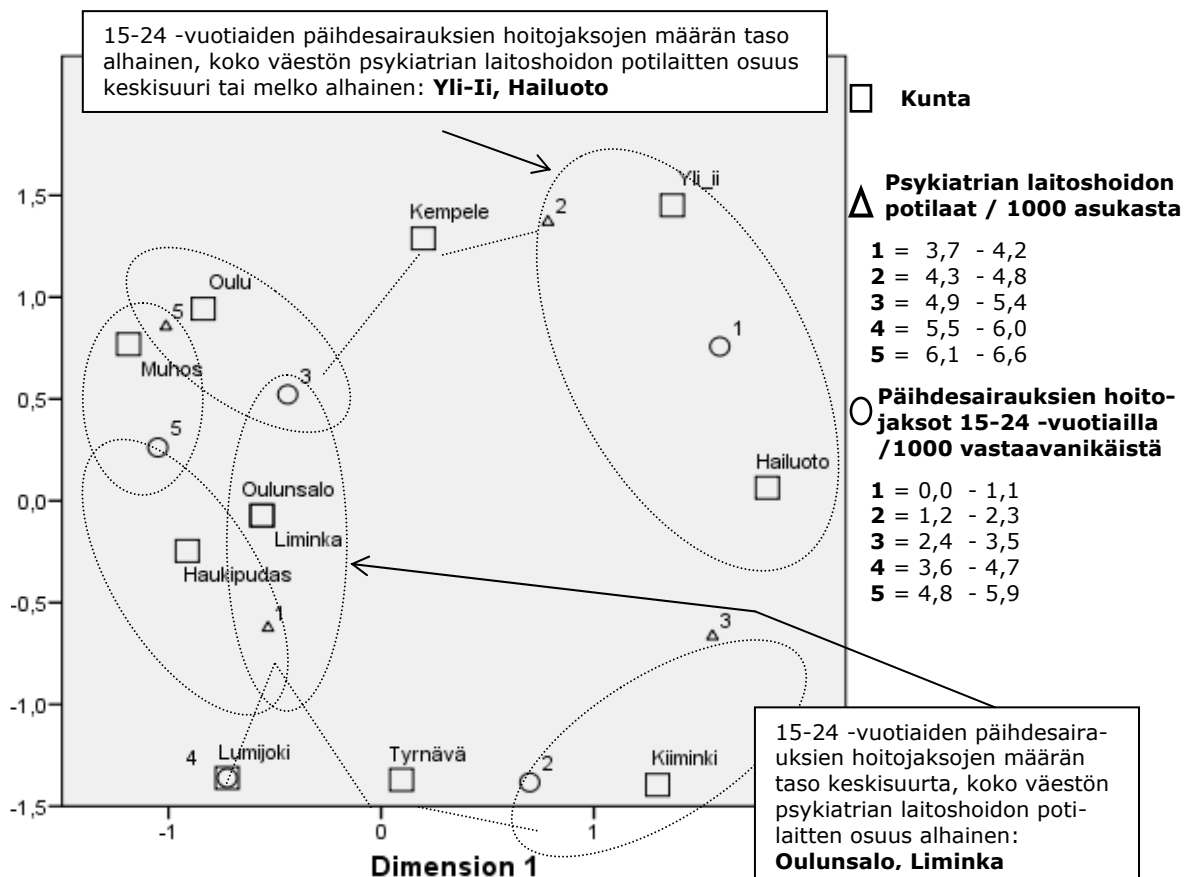 15-24 -vuotiaiden päihdesairauksien hoitojaksojen määrän taso
alhainen, koko väestön psykiatrian laitoshoidon potilaitten osuus
keskisuuri tai melko alhainen: Yli-Ii, Hailuoto
Kunta
Psykiatrian laitoshoidon
potilaat / 1000 asukasta
1 = 3,7 - 4,2
2 = 4,3 - 4,8
3 = 4,9 - 5,4
4 = 5,5 - 6,0
5 = 6,1 - 6,6
Päihdesairauksien hoito-
jaksot 15-24 -vuotiailla
/1000 vastaavanikäistä
1 = 0,0 - 1,1
2 = 1,2 - 2,3
3 = 2,4 - 3,5
4 = 3,6 - 4,7
5 = 4,8 - 5,9
1,5
1,0
0,5
0,0
-0,5
-1,0
-1,5
Yli_ii
2
Kempele
Oulu
5
1
Muhos
3
5
Hailuoto
Oulunsalo
Liminka
Haukipudas
1
3
4
Lumijoki
Tyrnävä
2
Kiiminki
-1
0
1
Dimension 1
15-24 -vuotiaiden päihdesaira-
uksien hoitojaksojen määrän
taso keskisuurta, koko väestön
psykiatrian laitoshoidon poti-
laitten osuus alhainen:
Oulunsalo, Liminka